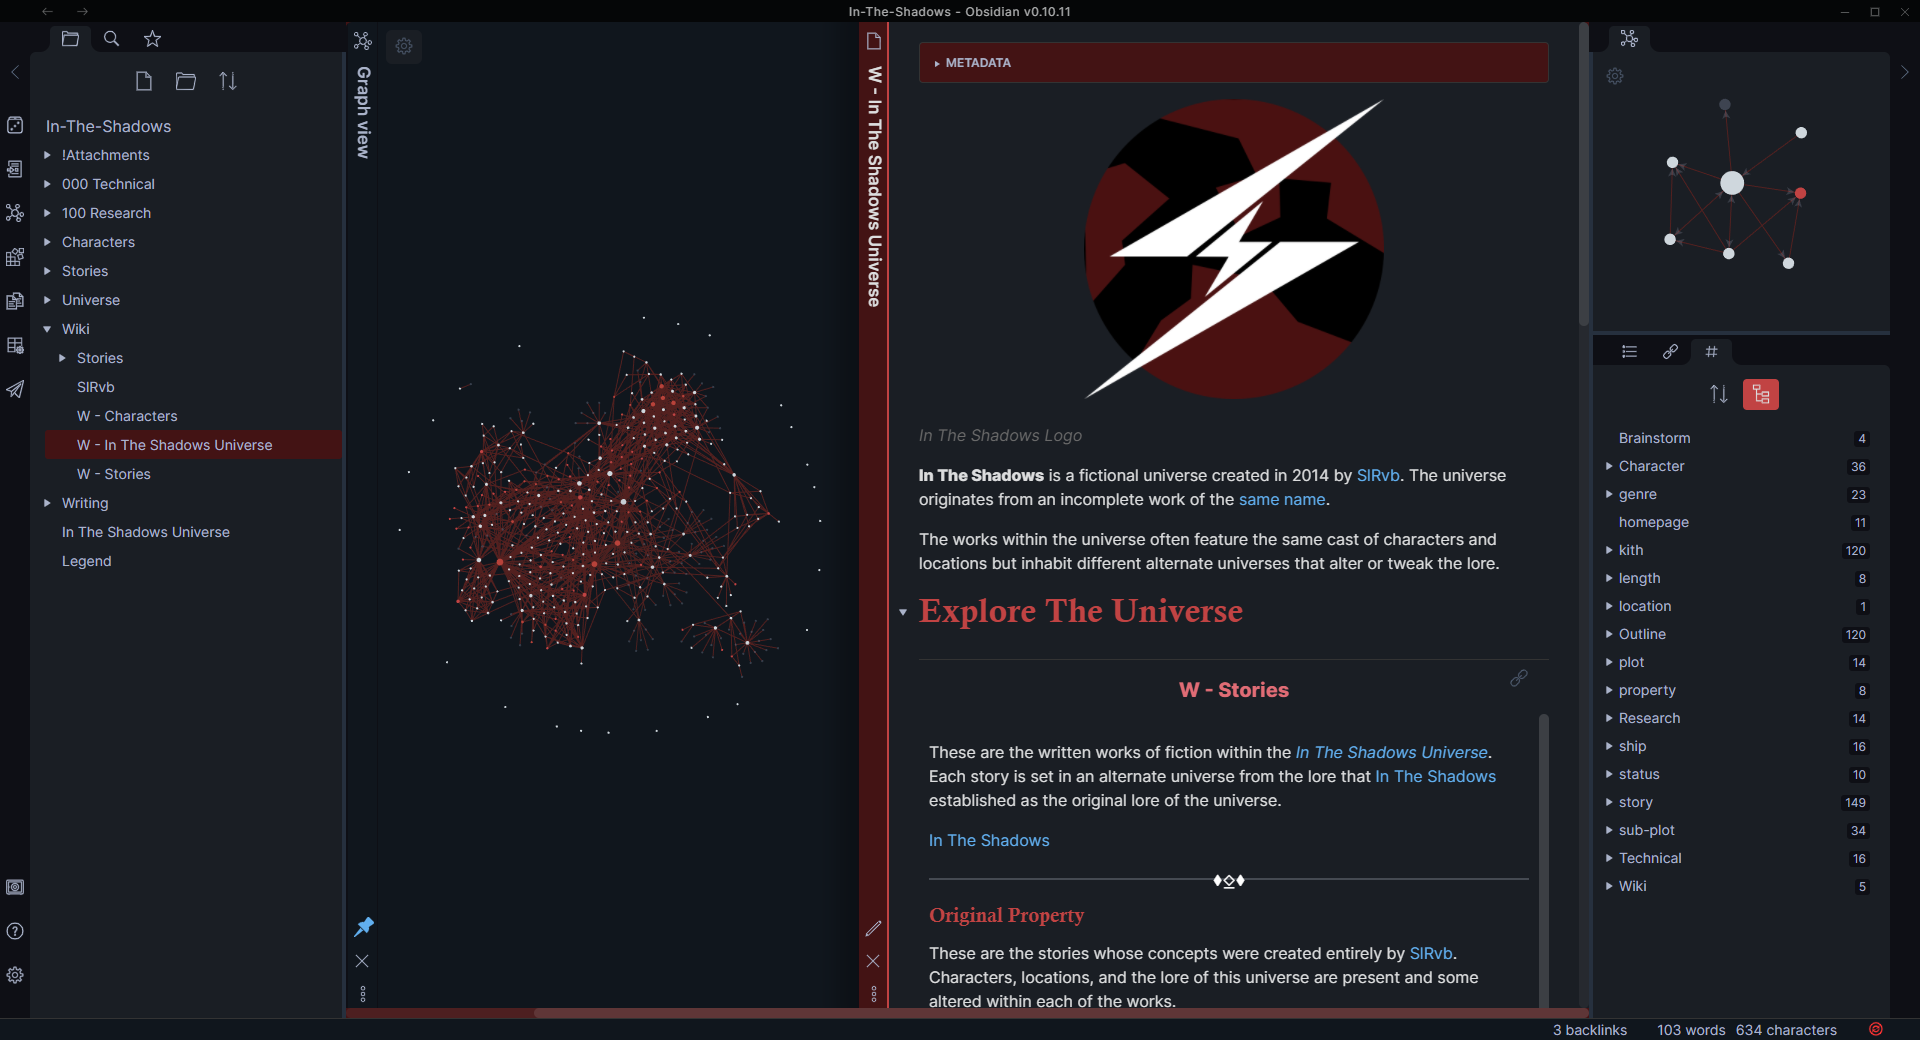 In-The-Shadows - Obsidian v0.10.11
In-The-Shadows
!Attachments
000 Technical
100 Research
Characters
Stories
Universe
Wiki
Stories
SlRvb
W - Characters
W - In The Shadows Universe
W - Stories
Writing
In The Shadows Universe
Legend
Graph view
W - In The Shadows Universe
METADATA
In The Shadows Logo
In The Shadows is a fictional universe created in 2014 by SlRvb. The universe
originates from an incomplete work of the same name.
The works within the universe often feature the same cast of characters and
locations but inhabit different alternate universes that alter or tweak the lore.
Explore The Universe
W - Stories
These are the written works of fiction within the In The Shadows Universe.
Each story is set in an alternate universe from the lore that In The Shadows
established as the original lore of the universe.
In The Shadows
Original Property
These are the stories whose concepts were created entirely by SlRvb.
Characters, locations, and the lore of this universe are present and some
altered within each of the works.
Brainstorm 4
Character 36
genre 23
homepage 11
kith 120
length 8
location 1
Outline 120
plot 14
property 8
Research 14
ship 16
status 10
story 149
sub-plot 34
Technical 16
Wiki 5
3 backlinks 103 words 634 characters